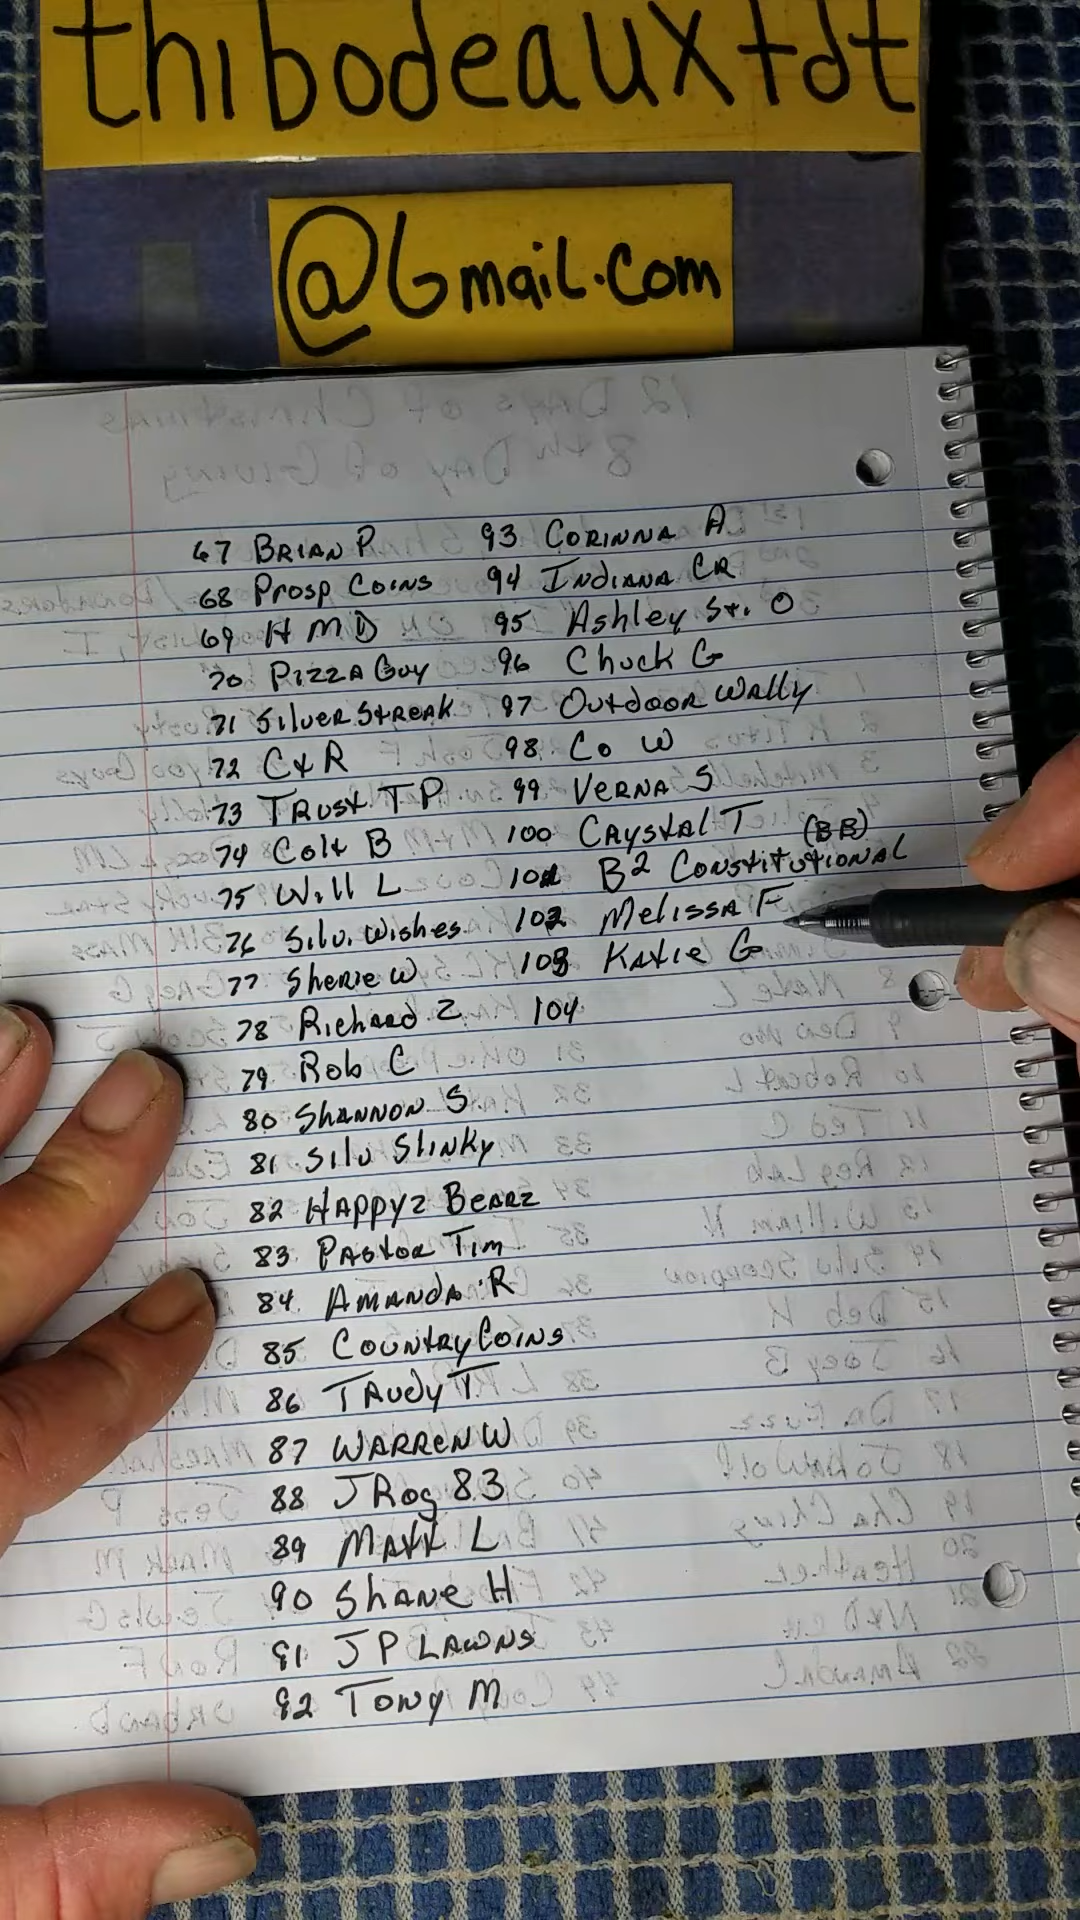 thibodeauxtdt
@Gmail.com
67 Brian P 93 Corinna A
68 Prosp Coins 94 Indiana CR
69 H M D 95 Ashley St. O
70 Pizza Guy 96 Chuck G
71 Silver Streak 97 Outdoor Wally
72 C+R 98 Co W
73 Trust TP 99 Verna S
74 Colt B 100 Crystal T (BB)
75 Will L 101 B2 Constitutional
76 Silv. Wishes 102 Melissa F
77 Sherie W 103 Katie G
78 Richard Z 104
79 Rob C
80 Shannon S
81 Silv Slinky
82 Happyz Bearz
83 Pastor Tim
84 Amanda R
85 Country Coins
86 Trudy T
87 Warren W
88 J Rog 83
89 Matt L
90 Shane H
91 J P Lawns
92 Tony M